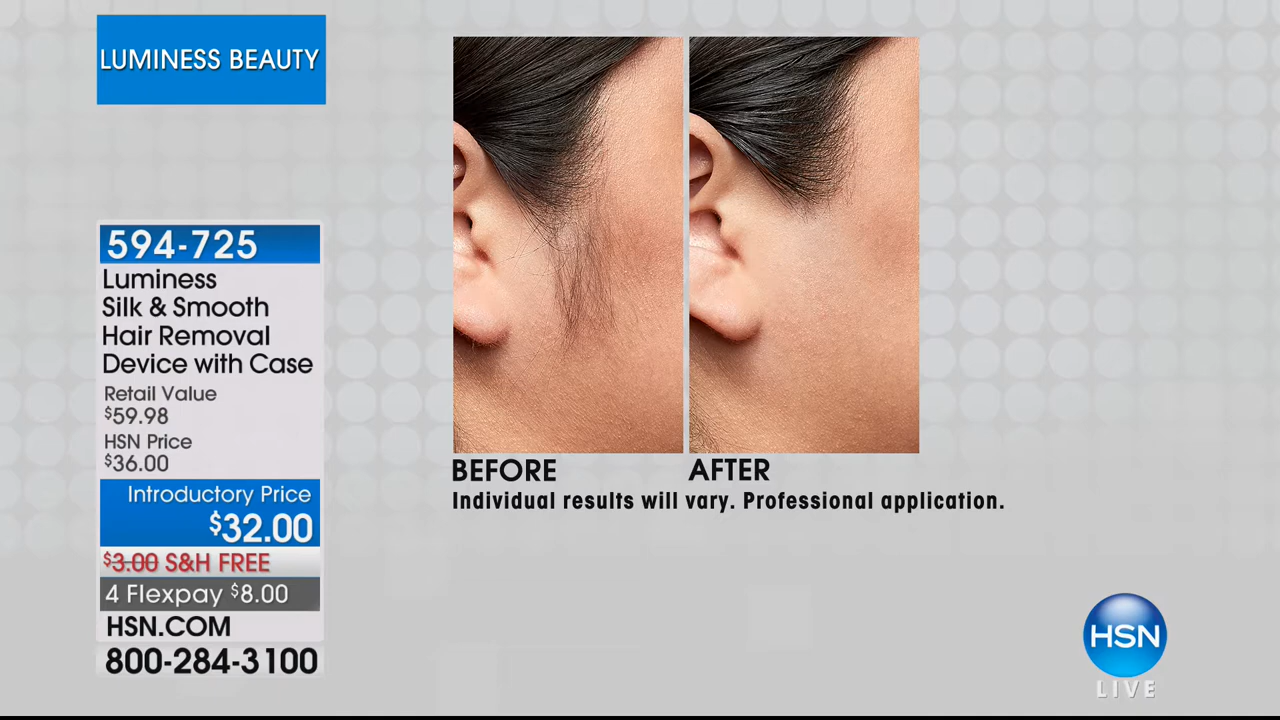 LUMINESS BEAUTY
594-725
Luminess
Silk & Smooth
Hair Removal
Device with Case
Retail Value
$59.98
HSN Price
$36.00
Introductory Price
$32.00
$3.00 S&H FREE
4 Flexpay $8.00
HSN.COM
800-284-3100
BEFORE
AFTER
Individual results will vary. Professional application.
HSN
LIVE